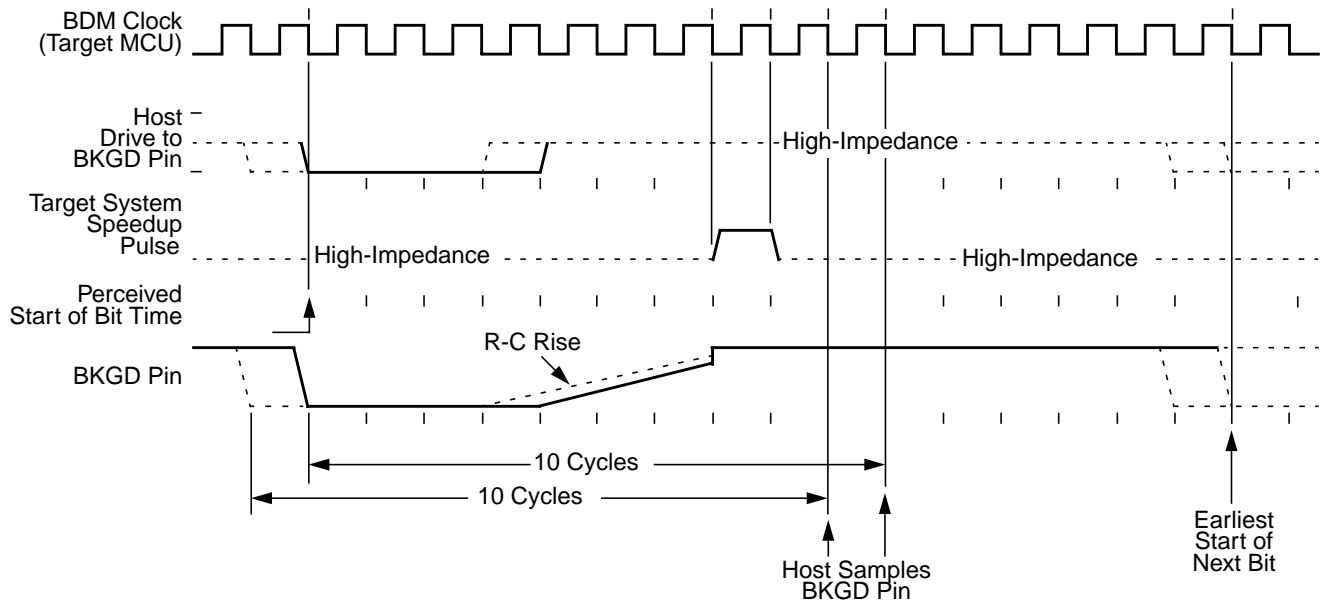 BDM Clock
(Target MCU)
Host
Drive to
BKGD Pin
High-Impedance
Target System
Speedup
Pulse
High-Impedance
High-Impedance
Perceived
Start of Bit Time
R-C Rise
BKGD Pin
10 Cycles
10 Cycles
Earliest
Start of
Next Bit
Host Samples
BKGD Pin